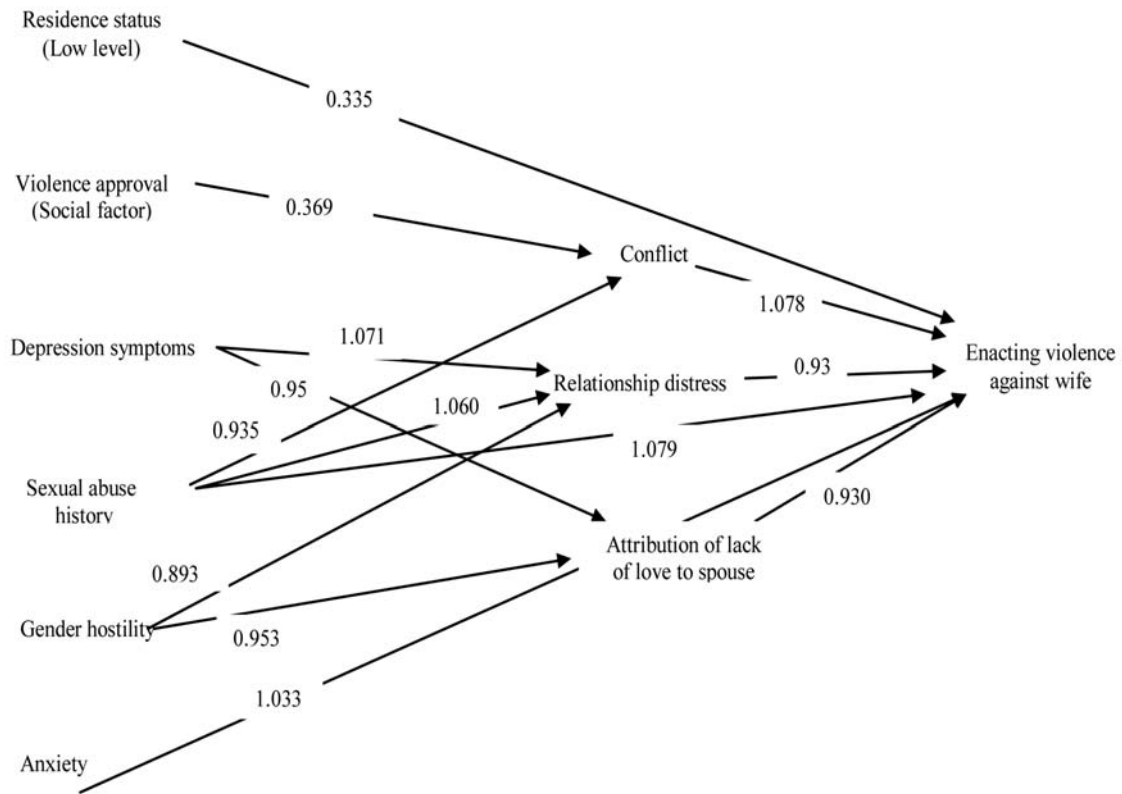 Residence status
(Low level)
0.335
Violence approval
(Social factor)
0.369
Conflict
1.078
Depression symptoms
1.071
0.95
Relationship distress
0.93
Enacting violence
against wife
1.060
0.935
1.079
Sexual abuse
history
0.930
Attribution of lack
of love to spouse
0.893
Gender hostility
0.953
1.033
Anxiety